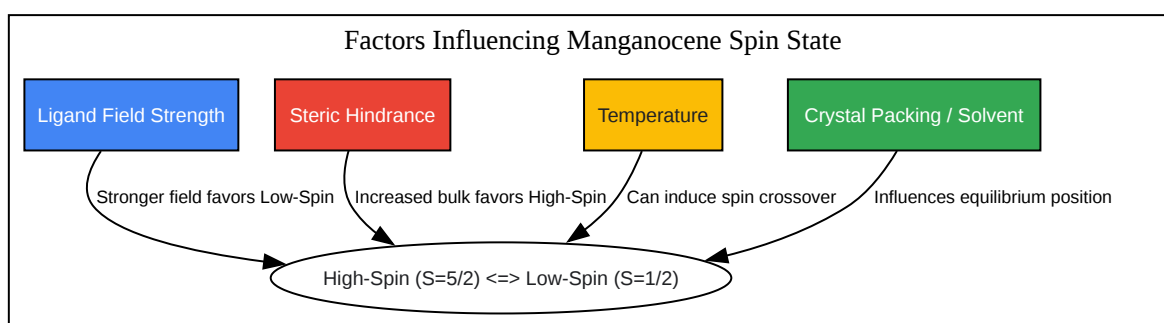 Factors Influencing Manganocene Spin State
Ligand Field Strength
Steric Hindrance
Temperature
Crystal Packing / Solvent
Stronger field favors Low-Spin
Increased bulk favors High-Spin
Can induce spin crossover
Influences equilibrium position
High-Spin (S=5/2) <=> Low-Spin (S=1/2)